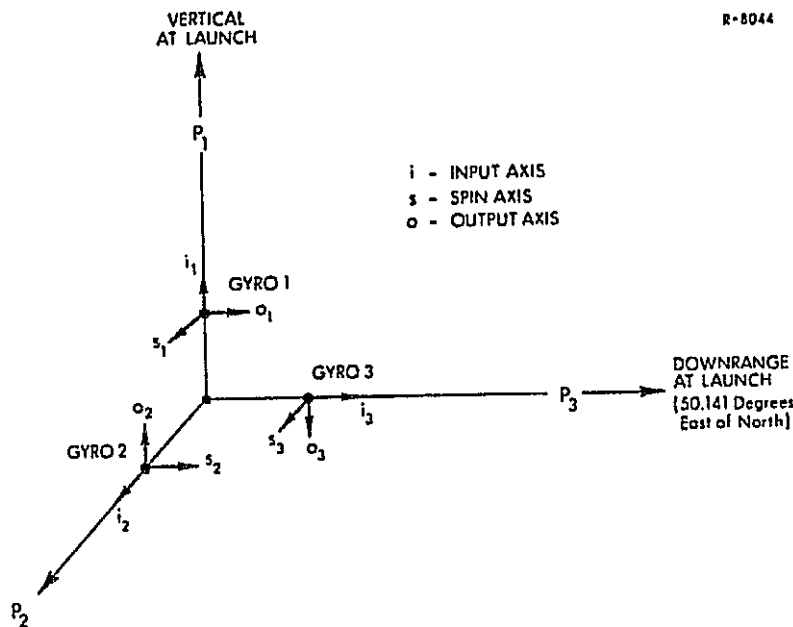 R-8044
VERTICAL
AT LAUNCH
P1
i - INPUT AXIS
s - SPIN AXIS
o - OUTPUT AXIS
i1
GYRO 1
o1
s1
GYRO 3
P3
DOWNRANGE
AT LAUNCH
(50.141 Degrees
East of North)
i3
s3
o3
o2
GYRO 2
s2
i2
P2